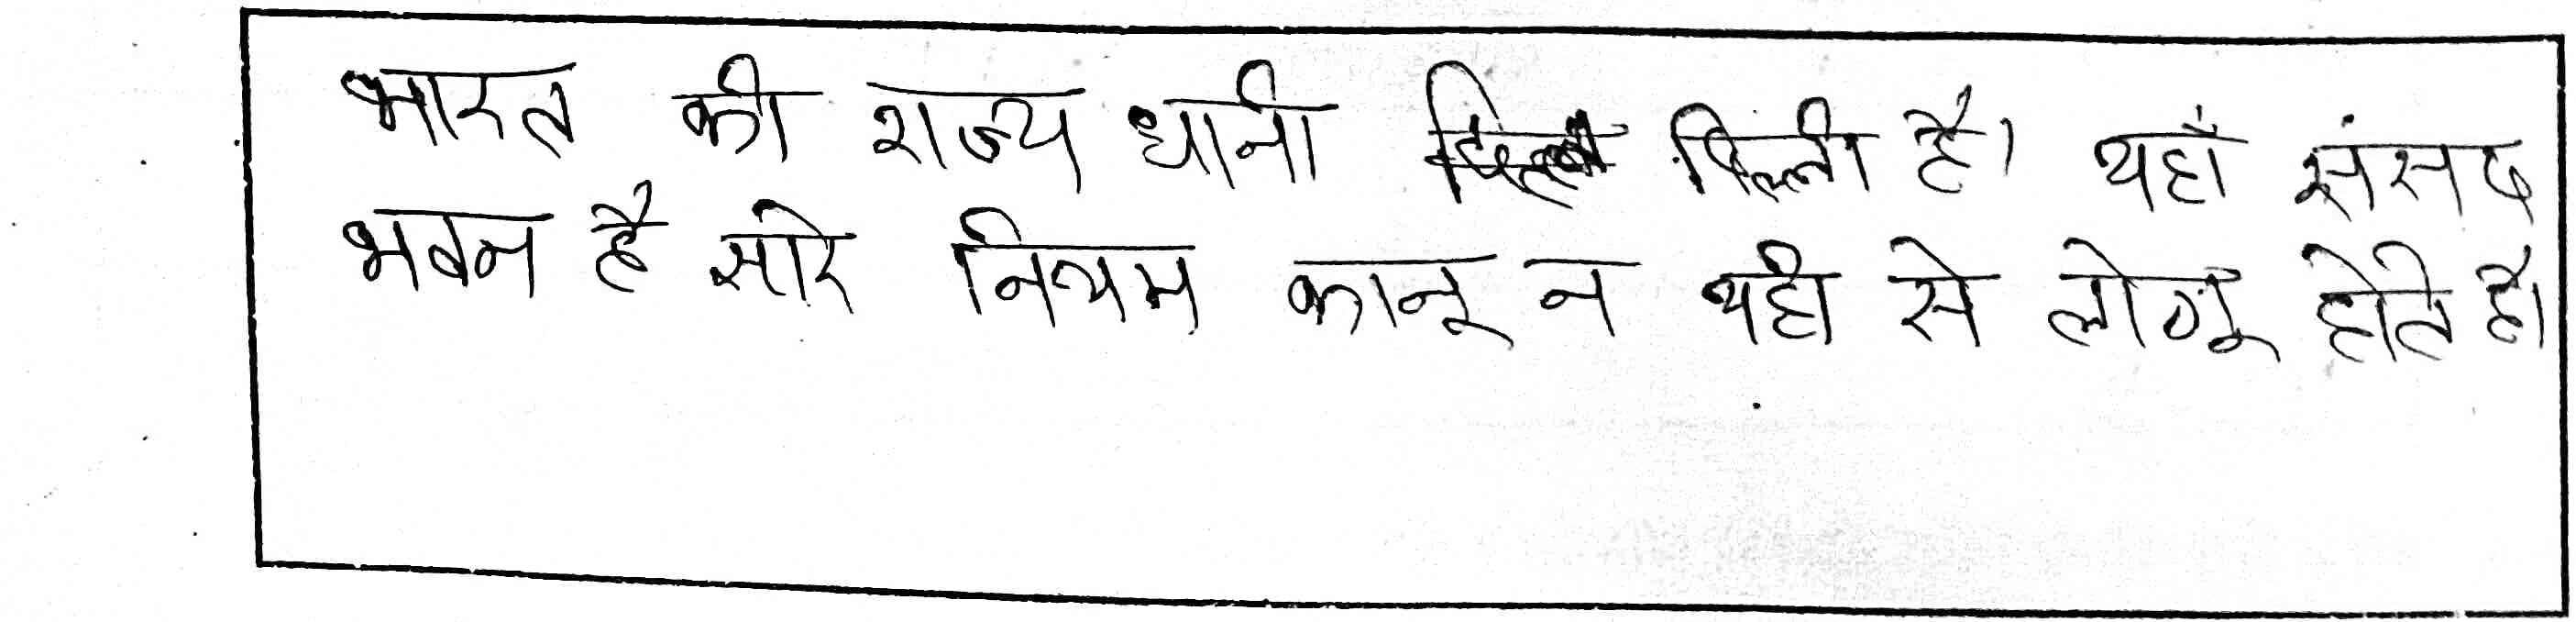 भारत की राज्य धानी दिल्ली है। यहाँ संसद
भवन है सारे नियम कानून यही से लोगू होते है।